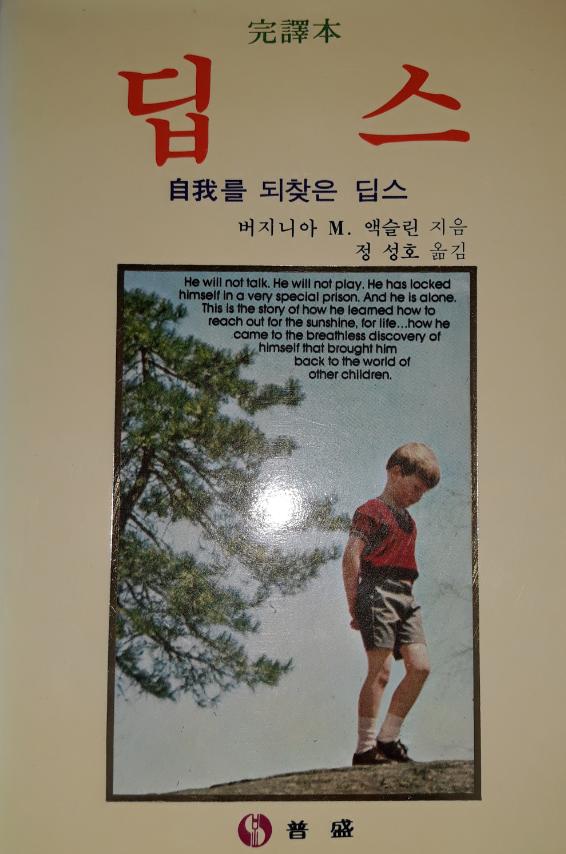 完譯本
딥 스
自我를 되찾은 딥스
버지니아 M. 액슬린 지음
정 성호 옮김
He will not talk. He will not play. He has locked
himself in a very special prison. And he is alone.
This is the story of how he learned how to
reach out for the sunshine, for life...how he
came to the breathless discovery of
himself that brought him
back to the world of
other children.
普 盛